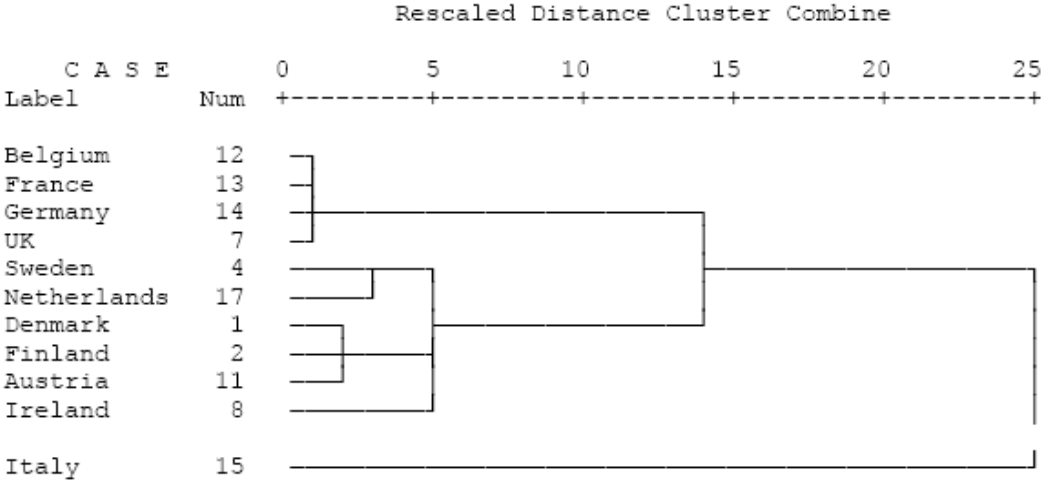 Rescaled Distance Cluster Combine
C A S E 0 5 10 15 20 25
Label Num +---------+---------+---------+---------+---------+
Belgium 12
France 13
Germany 14
UK 7
Sweden 4
Netherlands 17
Denmark 1
Finland 2
Austria 11
Ireland 8
Italy 15